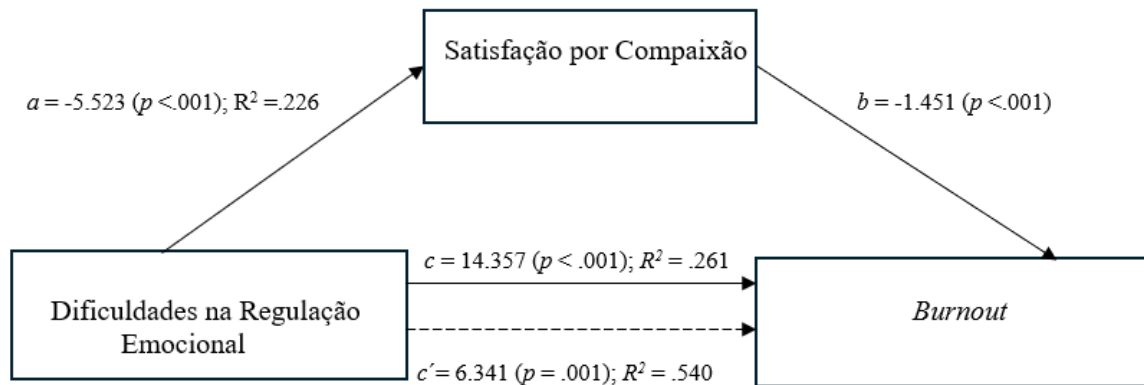 Satisfação por Compaixão
a = -5.523 (p <.001); R² =.226
b = -1.451 (p <.001)
c = 14.357 (p < .001); R² = .261
Dificuldades na Regulação
Emocional
Burnout
c´= 6.341 (p = .001); R² = .540